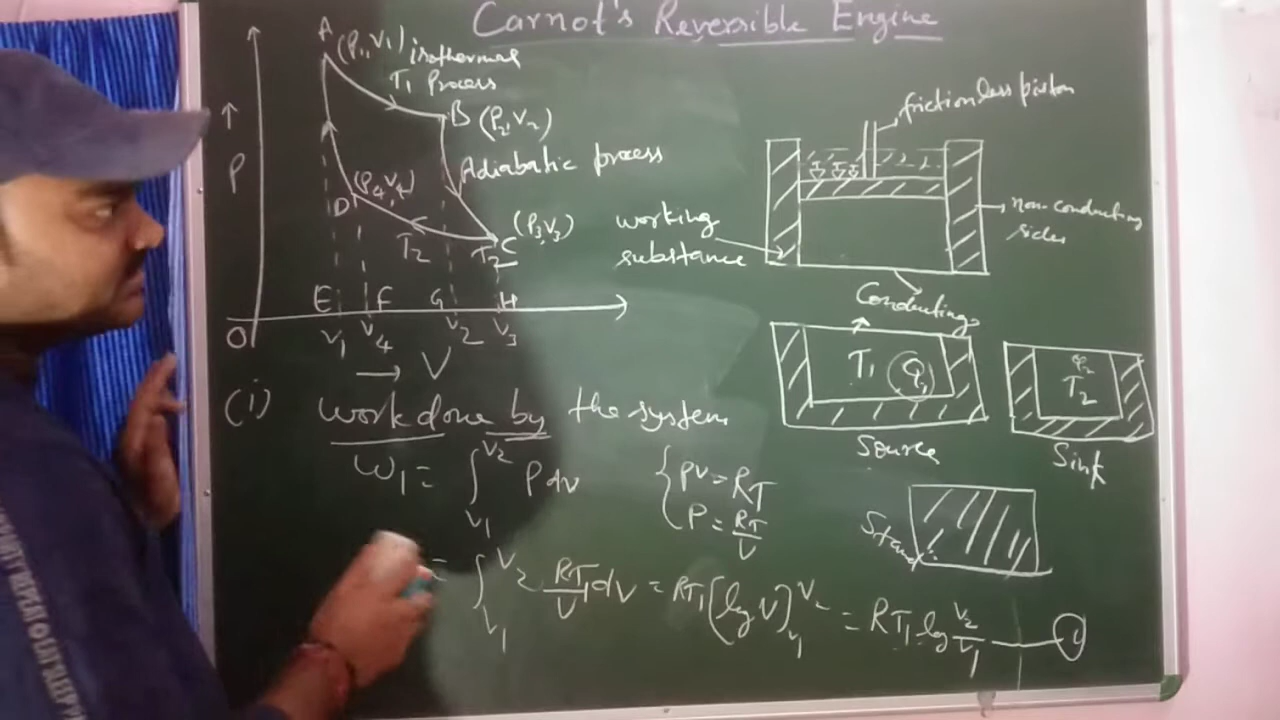 Carnot's Reversible Engine
A
(P1, V1) isothermal
T1 Process
B (P2, V2)
Adiabatic process
↑
P
(P4, V4)
D
(P3, V3)
T2
T2 C
E F G H
O
V1 V4 V2 V3
→ V
frictionless piston
working
substance
non-conducting
sides
Conducting
T1 Q1
Source
Q2
T2
Sink
(i) work done by the system
W1 = ∫V1^V2 P dv
{ PV = RT
P = RT/V
= ∫V1^V2 RT1/V dv = RT1 (log V)V1^V2 = RT1 log V2/V1